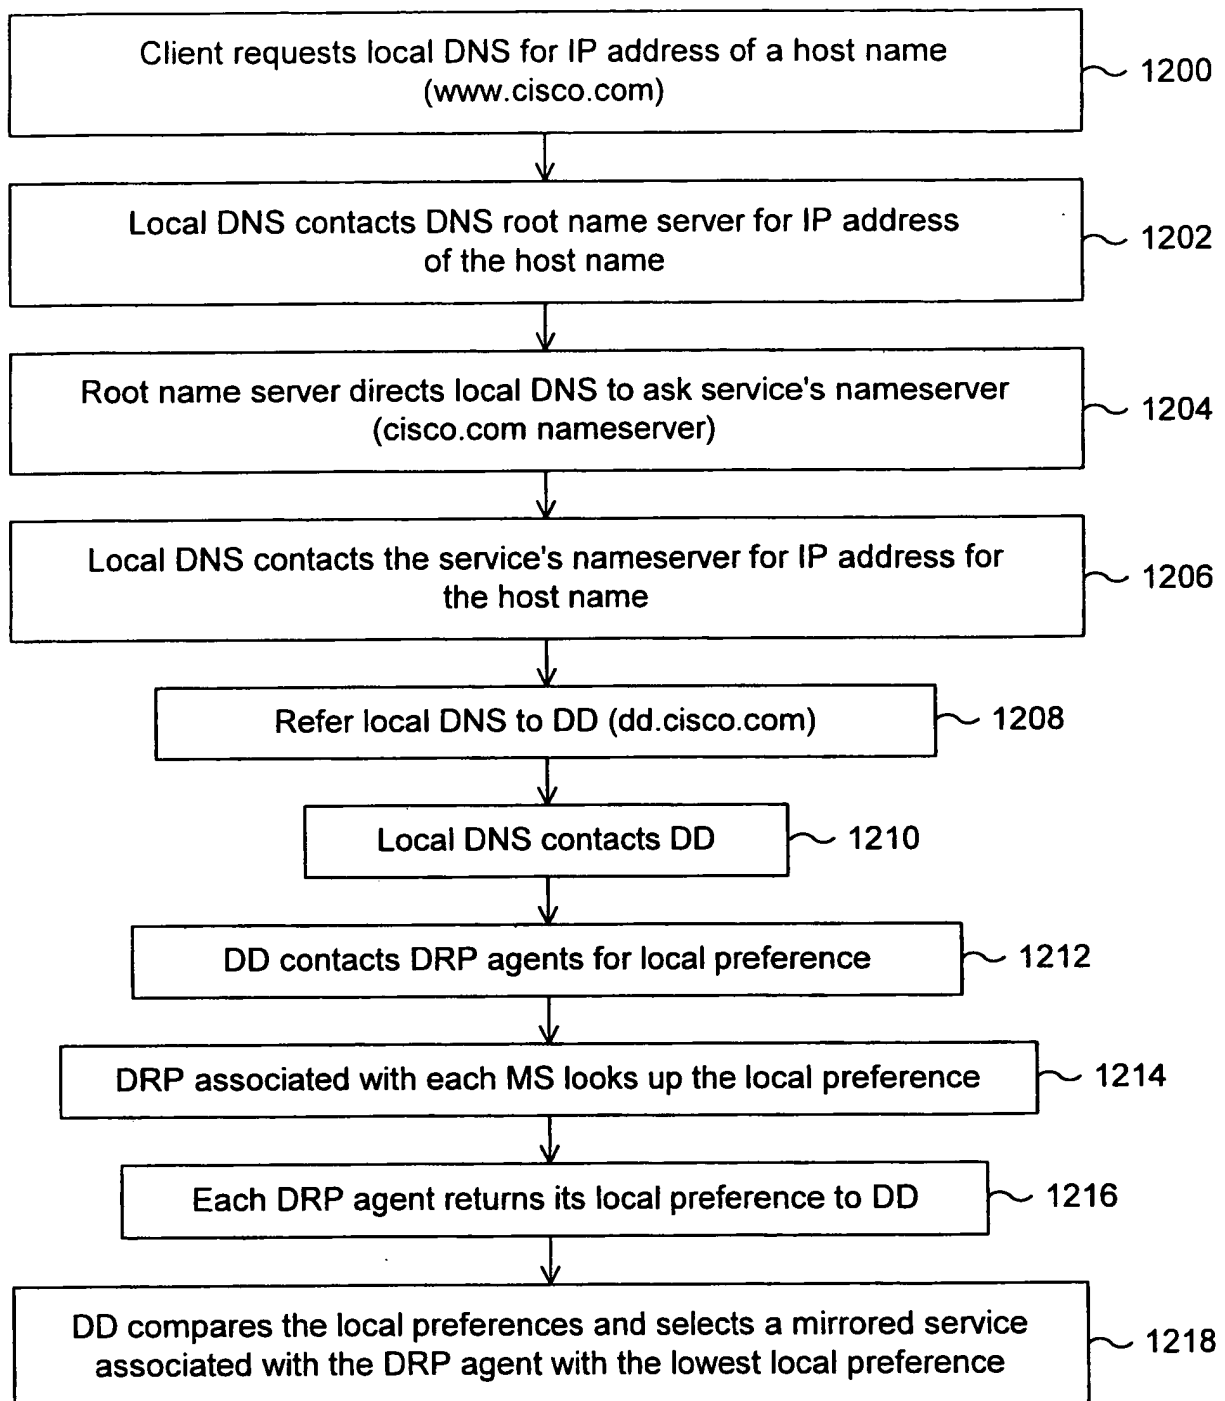 Client requests local DNS for IP address of a host name
(www.cisco.com)
1200
Local DNS contacts DNS root name server for IP address
of the host name
1202
Root name server directs local DNS to ask service's nameserver
(cisco.com nameserver)
1204
Local DNS contacts the service's nameserver for IP address for
the host name
1206
Refer local DNS to DD (dd.cisco.com)
1208
Local DNS contacts DD
1210
DD contacts DRP agents for local preference
1212
DRP associated with each MS looks up the local preference
1214
Each DRP agent returns its local preference to DD
1216
DD compares the local preferences and selects a mirrored service
associated with the DRP agent with the lowest local preference
1218